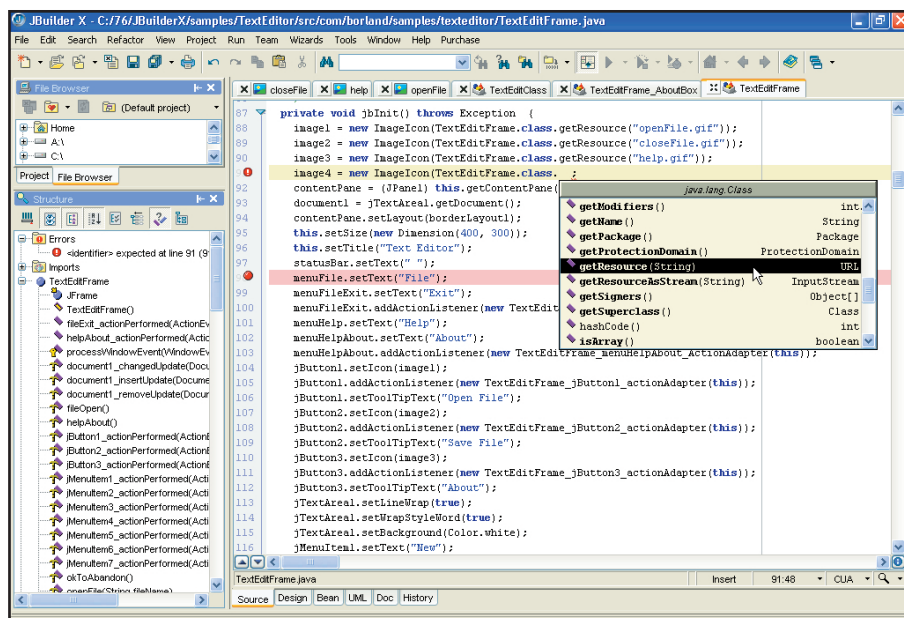 JBuilder X - C:/76/JBuilderX/samples/TextEditor/src/com/borland/samples/texteditor/TextEditFrame.java
File Edit Search Refactor View Project Run Team Wizards Tools Window Help Purchase
File Browser
(Default project)
Home
A:\
C:\
Project File Browser
Structure
Errors
<identifier> expected at line 91 (9
Imports
TextEditFrame
JFrame
TextEditFrame()
fileExit_actionPerformed(ActionEv
helpAbout_actionPerformed(Action
processWindowEvent(WindowEv
document1_changedUpdate(Docu
document1_insertUpdate(Docume
document1_removeUpdate(Docur
fileOpen()
helpAbout()
jButton1_actionPerformed(ActionE
jButton2_actionPerformed(ActionE
jButton3_actionPerformed(ActionE
jMenuItem1_actionPerformed(Acti
jMenuItem2_actionPerformed(Acti
jMenuItem3_actionPerformed(Acti
jMenuItem4_actionPerformed(Acti
jMenuItem5_actionPerformed(Acti
jMenuItem6_actionPerformed(Acti
jMenuItem7_actionPerformed(Acti
okToAbandon()
openFile(String fileName)
closeFile help openFile TextEditClass TextEditFrame_AboutBox TextEditFrame
87 private void jbInit() throws Exception {
88 image1 = new ImageIcon(TextEditFrame.class.getResource("openFile.gif"));
89 image2 = new ImageIcon(TextEditFrame.class.getResource("closeFile.gif"));
90 image3 = new ImageIcon(TextEditFrame.class.getResource("help.gif"));
image4 = new ImageIcon(TextEditFrame.class. ;
92 contentPane = (JPanel) this.getContentPane(
93 document1 = jTextArea1.getDocument();
94 contentPane.setLayout(borderLayout1);
95 this.setSize(new Dimension(400, 300));
96 this.setTitle("Text Editor");
97 statusBar.setText(" ");
menuFile.setText("File");
99 menuFileExit.setText("Exit");
100 menuFileExit.addActionListener(new TextEdit
101 menuHelp.setText("Help");
102 menuHelpAbout.setText("About");
103 menuHelpAbout.addActionListener(new TextEditFrame_menuHelpAbout_ActionAdapter(this));
104 jButton1.setIcon(image1);
105 jButton1.addActionListener(new TextEditFrame_jButton1_actionAdapter(this));
106 jButton1.setToolTipText("Open File");
107 jButton2.setIcon(image2);
108 jButton2.addActionListener(new TextEditFrame_jButton2_actionAdapter(this));
109 jButton2.setToolTipText("Save File");
110 jButton3.setIcon(image3);
111 jButton3.addActionListener(new TextEditFrame_jButton3_actionAdapter(this));
112 jButton3.setToolTipText("About");
113 jTextArea1.setLineWrap(true);
114 jTextArea1.setWrapStyleWord(true);
115 jTextArea1.setBackground(Color.white);
116 jMenuItem1.setText("New");
java.lang.Class
getModifiers() int
getName() String
getPackage() Package
getProtectionDomain() ProtectionDomain
getResource(String) URL
getResourceAsStream(String) InputStream
getSigners() Object[]
getSuperclass() Class
hashCode() int
isArray() boolean
TextEditFrame.java Insert 91:48 CUA
Source Design Bean UML Doc History